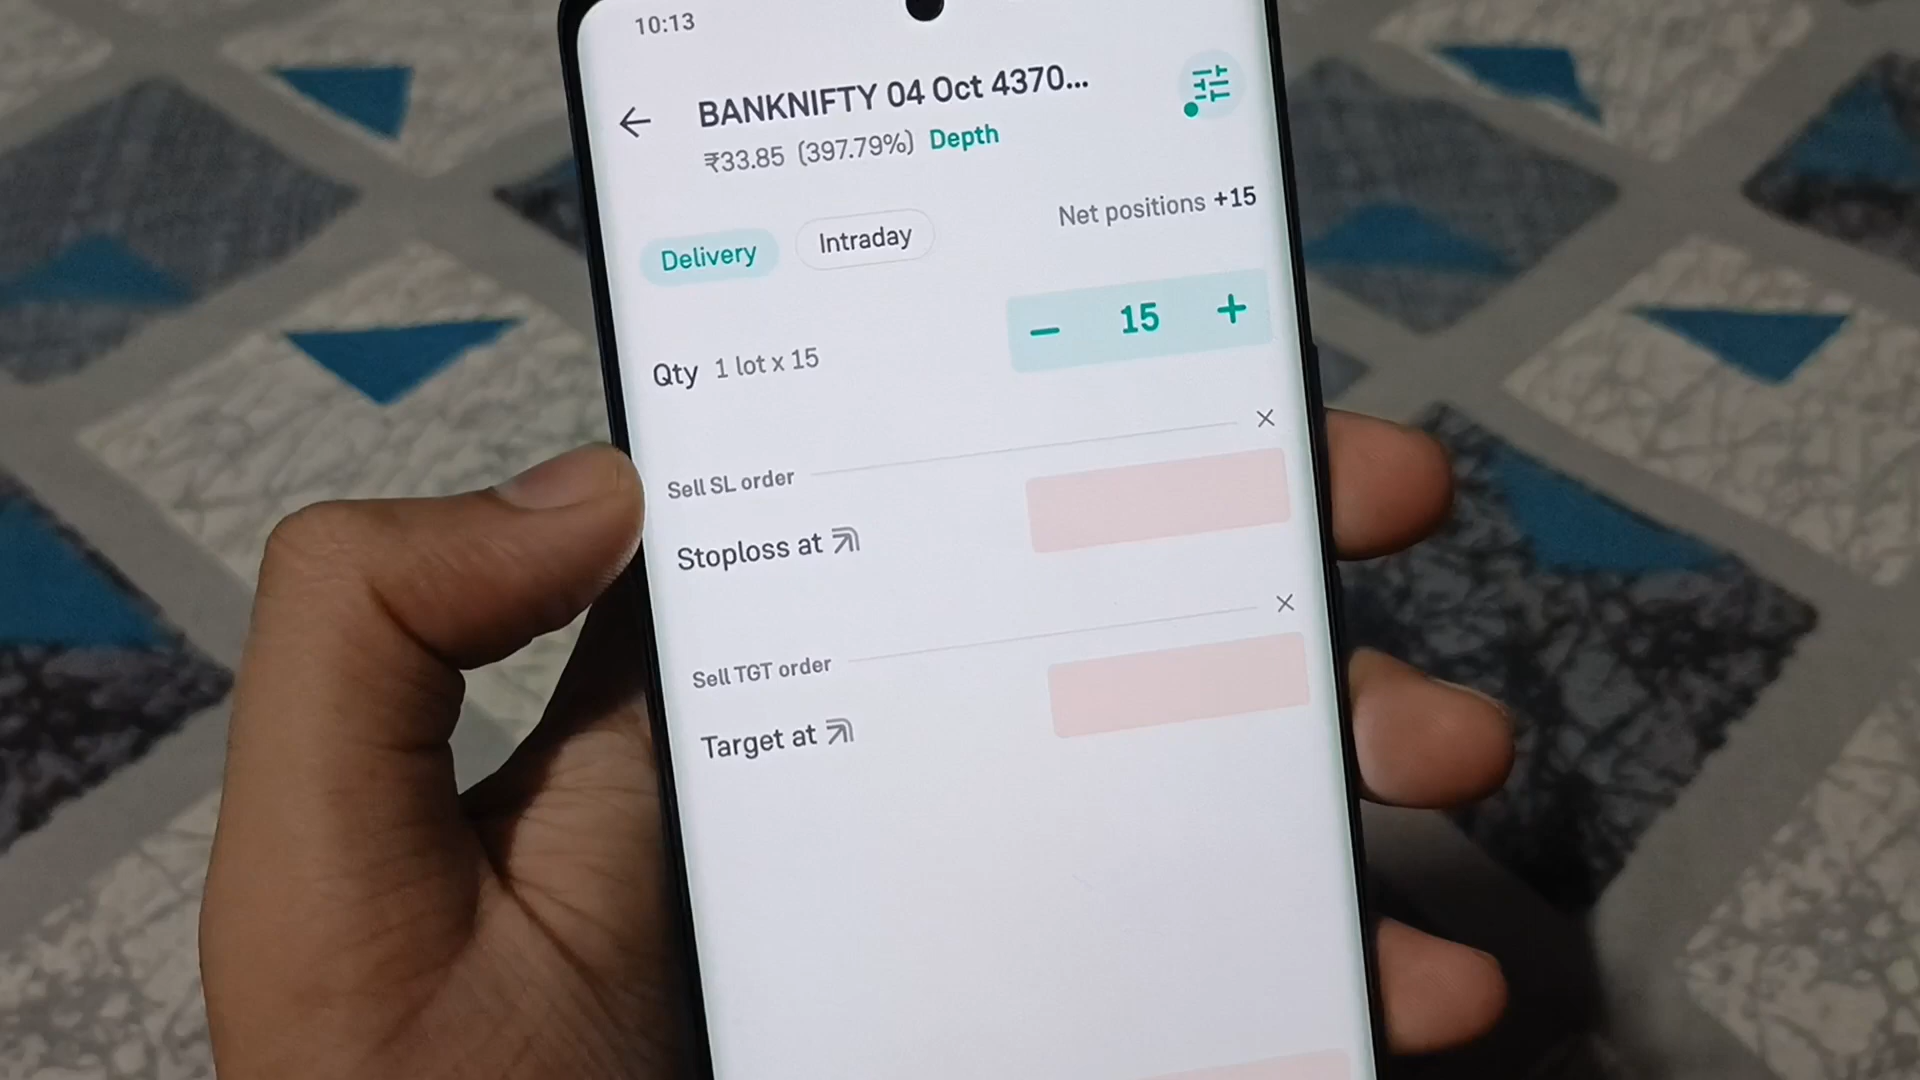 10:13
BANKNIFTY 04 Oct 4370...
₹33.85 (397.79%) Depth
Net positions +15
Delivery
Intraday
Qty 1 lot x 15
− 15 +
Sell SL order
Stoploss at
Sell TGT order
Target at